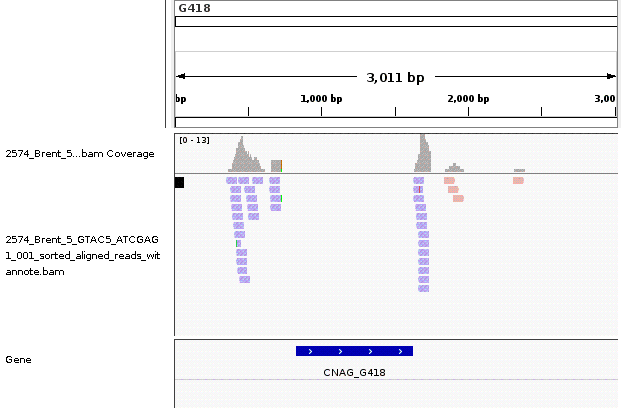 G418
3,011 bp
bp 1,000 bp 2,000 bp 3,00
[0 - 13]
2574_Brent_5...bam Coverage
2574_Brent_5_GTAC5_ATCGAG
1_001_sorted_aligned_reads_wit
annote.bam
Gene
CNAG_G418